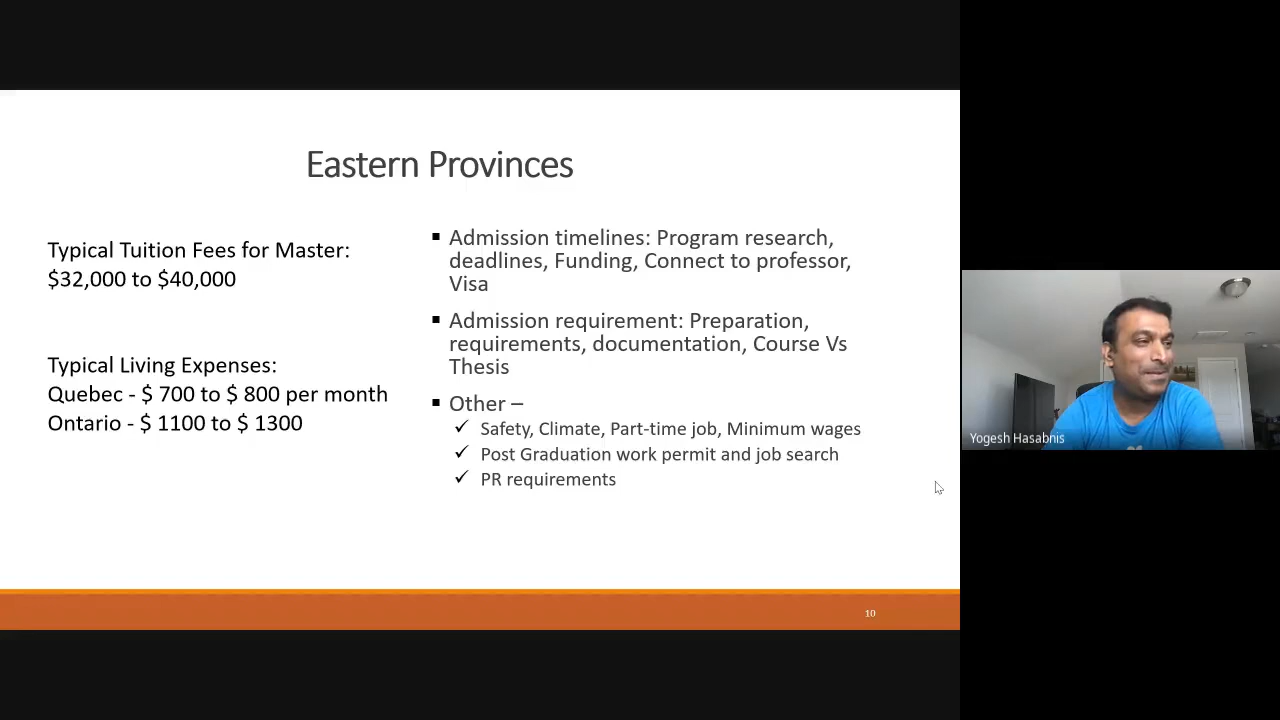 Eastern Provinces
Typical Tuition Fees for Master:
$32,000 to $40,000
Typical Living Expenses:
Quebec - $ 700 to $ 800 per month
Ontario - $ 1100 to $ 1300
Admission timelines: Program research,
deadlines, Funding, Connect to professor,
Visa
Admission requirement: Preparation,
requirements, documentation, Course Vs
Thesis
Other –
Safety, Climate, Part-time job, Minimum wages
Post Graduation work permit and job search
PR requirements
10
Yogesh Hasabnis